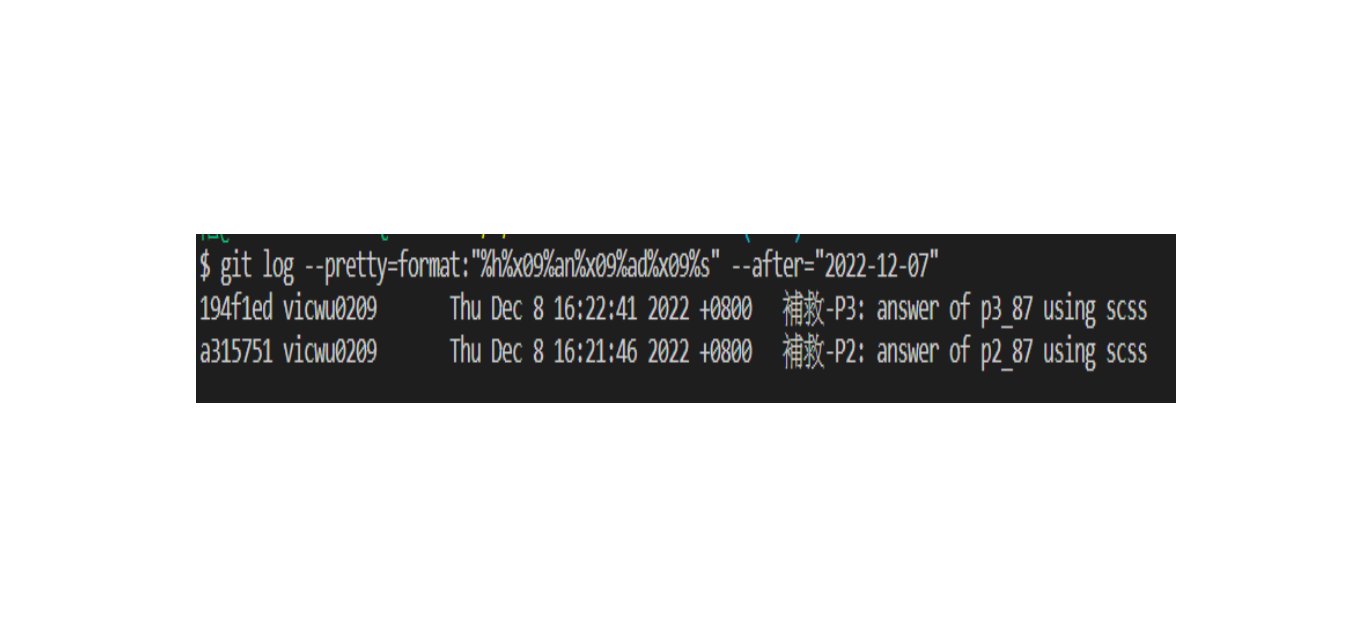 $ git log --pretty=format:"%h%x09%an%x09%ad%x09%s" --after="2022-12-07"
194f1ed vicwu0209 Thu Dec 8 16:22:41 2022 +0800 補救-P3: answer of p3_87 using scss
a315751 vicwu0209 Thu Dec 8 16:21:46 2022 +0800 補救-P2: answer of p2_87 using scss